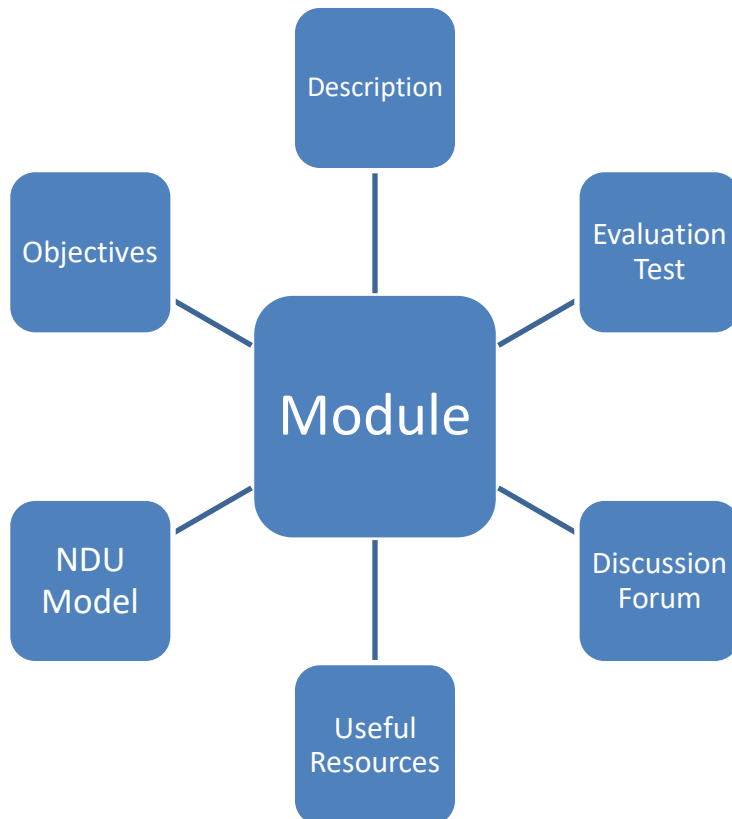 Description
Evaluation
Test
Objectives
Module
NDU
Model
Discussion
Forum
Useful
Resources